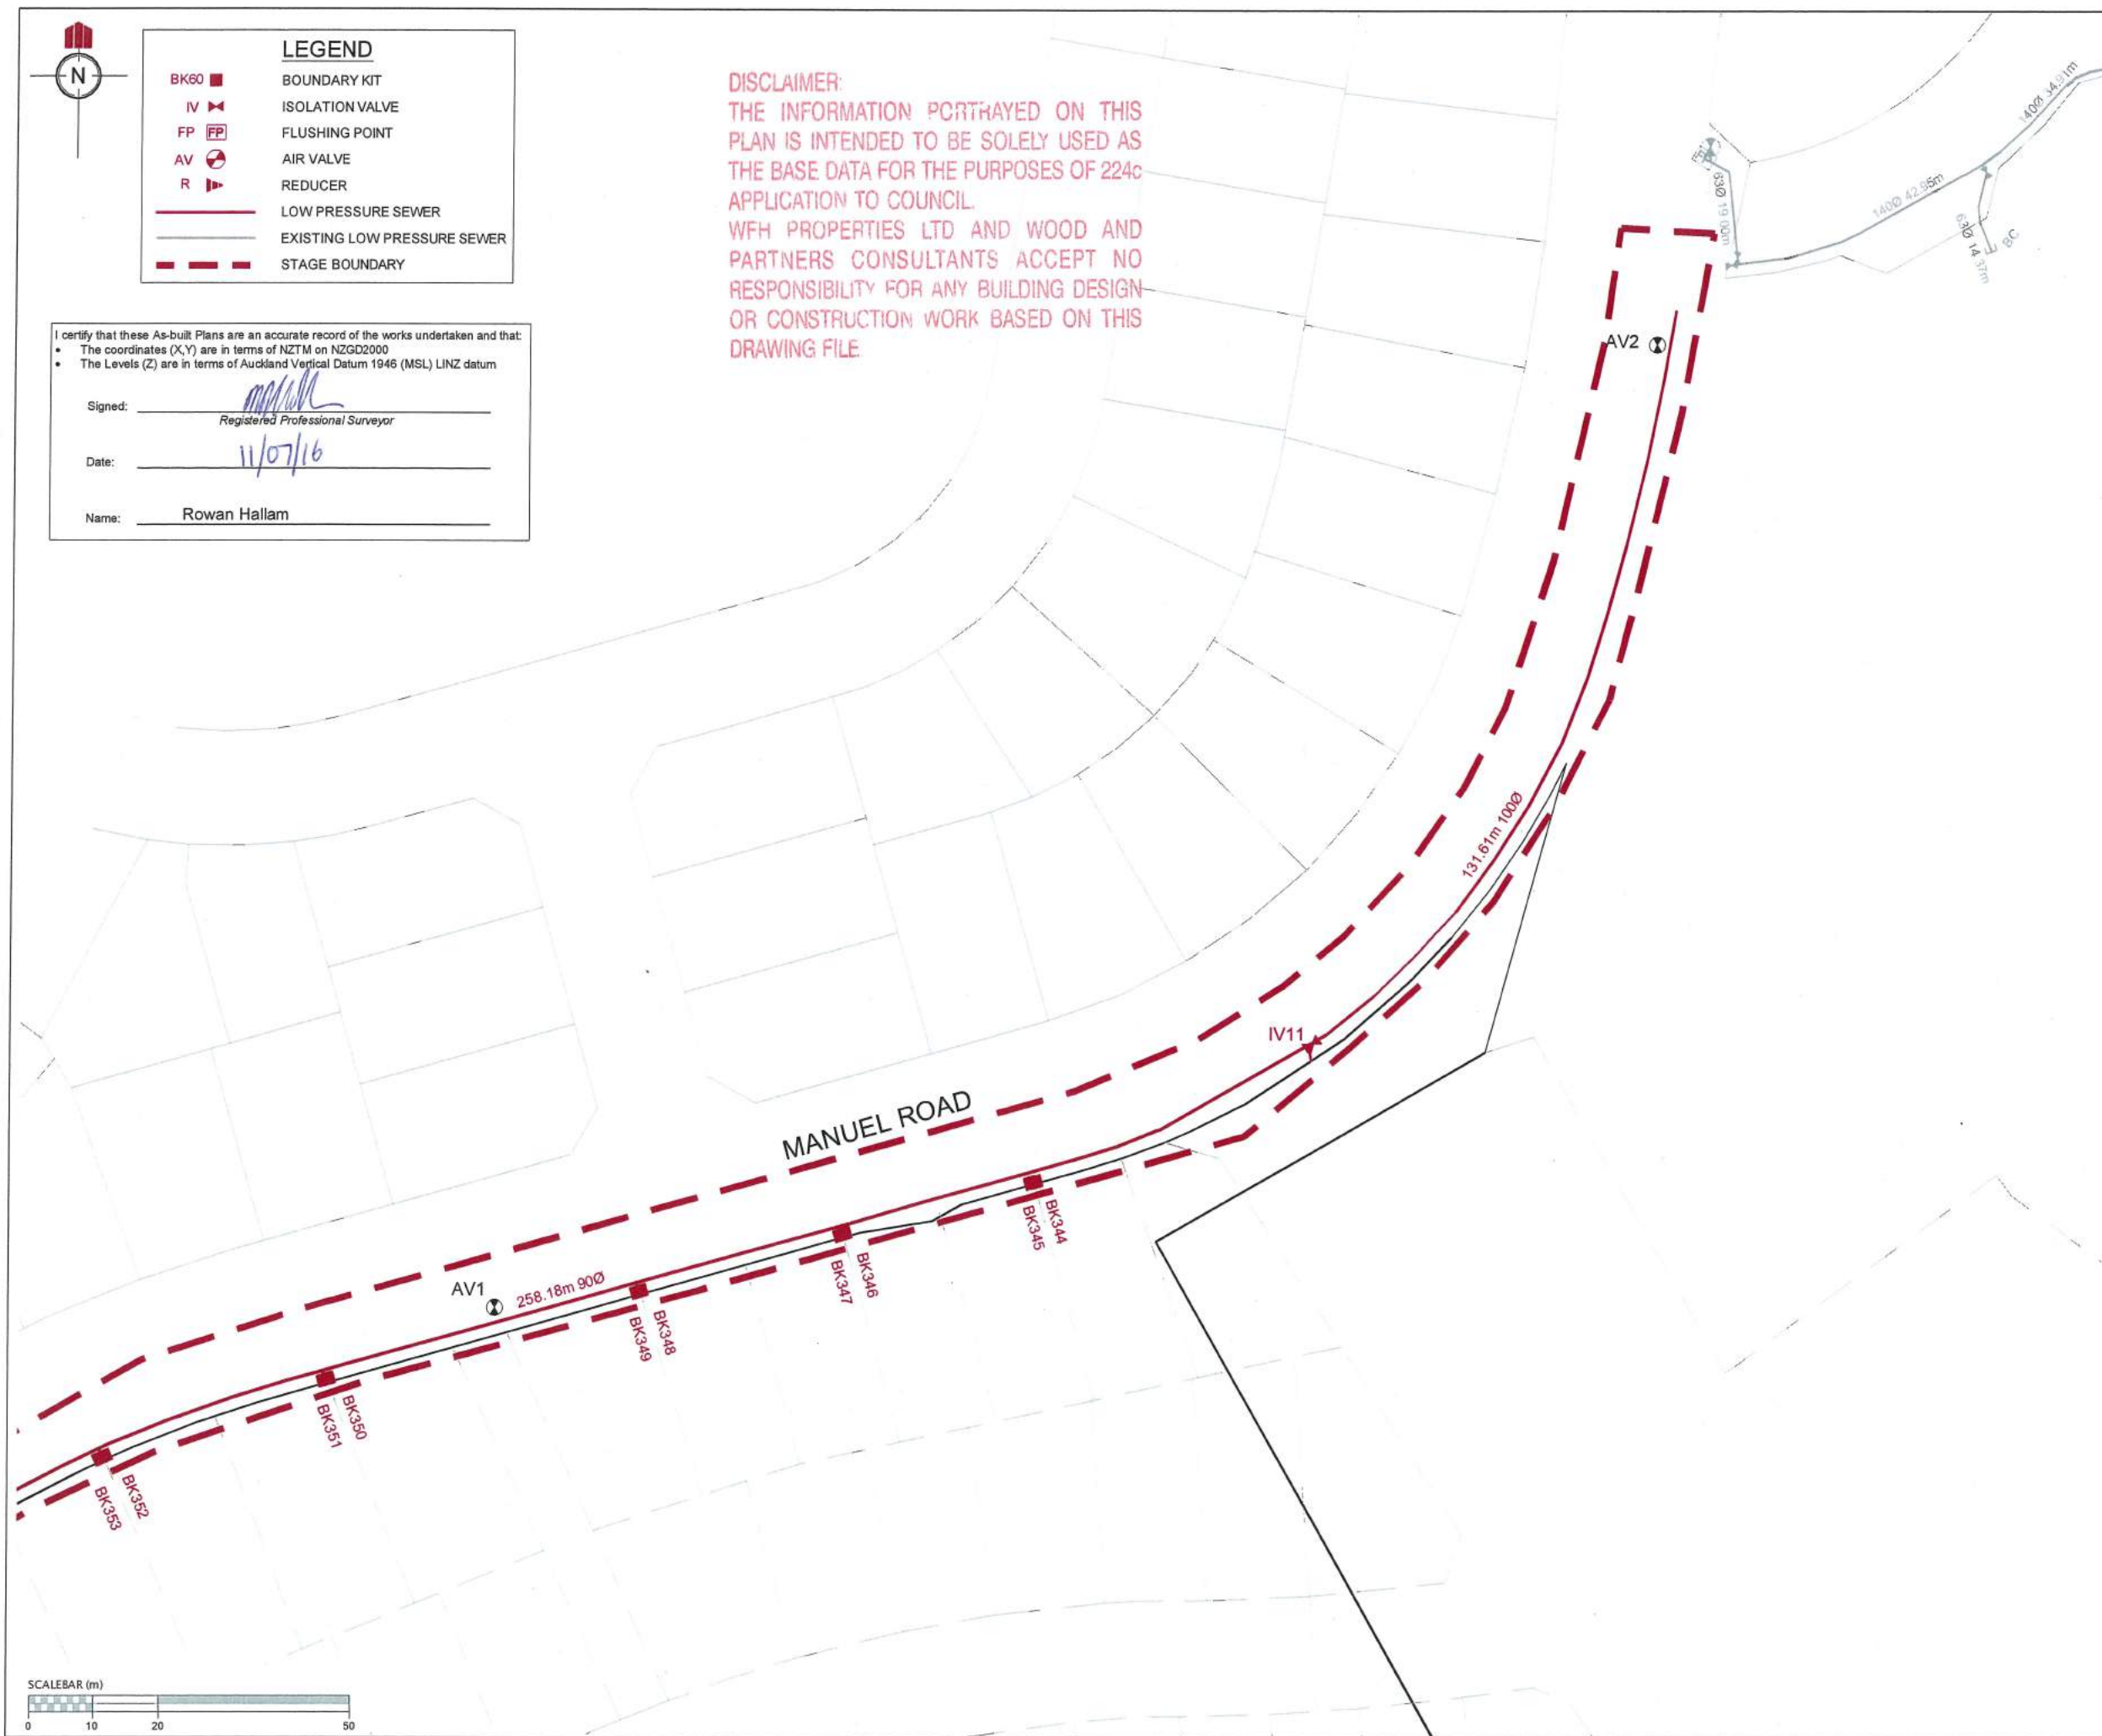 N
LEGEND
BK60 BOUNDARY KIT
IV ISOLATION VALVE
FP FP FLUSHING POINT
AV AIR VALVE
R REDUCER
LOW PRESSURE SEWER
EXISTING LOW PRESSURE SEWER
STAGE BOUNDARY
I certify that these As-built Plans are an accurate record of the works undertaken and that:
• The coordinates (X,Y) are in terms of NZTM on NZGD2000
• The Levels (Z) are in terms of Auckland Vertical Datum 1946 (MSL) LINZ datum
Signed:
Registered Professional Surveyor
Date: 11/07/16
Name: Rowan Hallam
DISCLAIMER:
THE INFORMATION PORTRAYED ON THIS
PLAN IS INTENDED TO BE SOLELY USED AS
THE BASE DATA FOR THE PURPOSES OF 224c
APPLICATION TO COUNCIL.
WFH PROPERTIES LTD AND WOOD AND
PARTNERS CONSULTANTS ACCEPT NO
RESPONSIBILITY FOR ANY BUILDING DESIGN
OR CONSTRUCTION WORK BASED ON THIS
DRAWING FILE
140Ø 34.91m
63Ø 19.00m
140Ø 42.95m
63Ø 14.37m
BC
AV2
131.61m 100Ø
IV11
MANUEL ROAD
BK344
BK345
BK346
BK347
AV1
258.18m 90Ø
BK348
BK349
BK350
BK351
BK352
BK353
SCALEBAR (m)
0 10 20 50